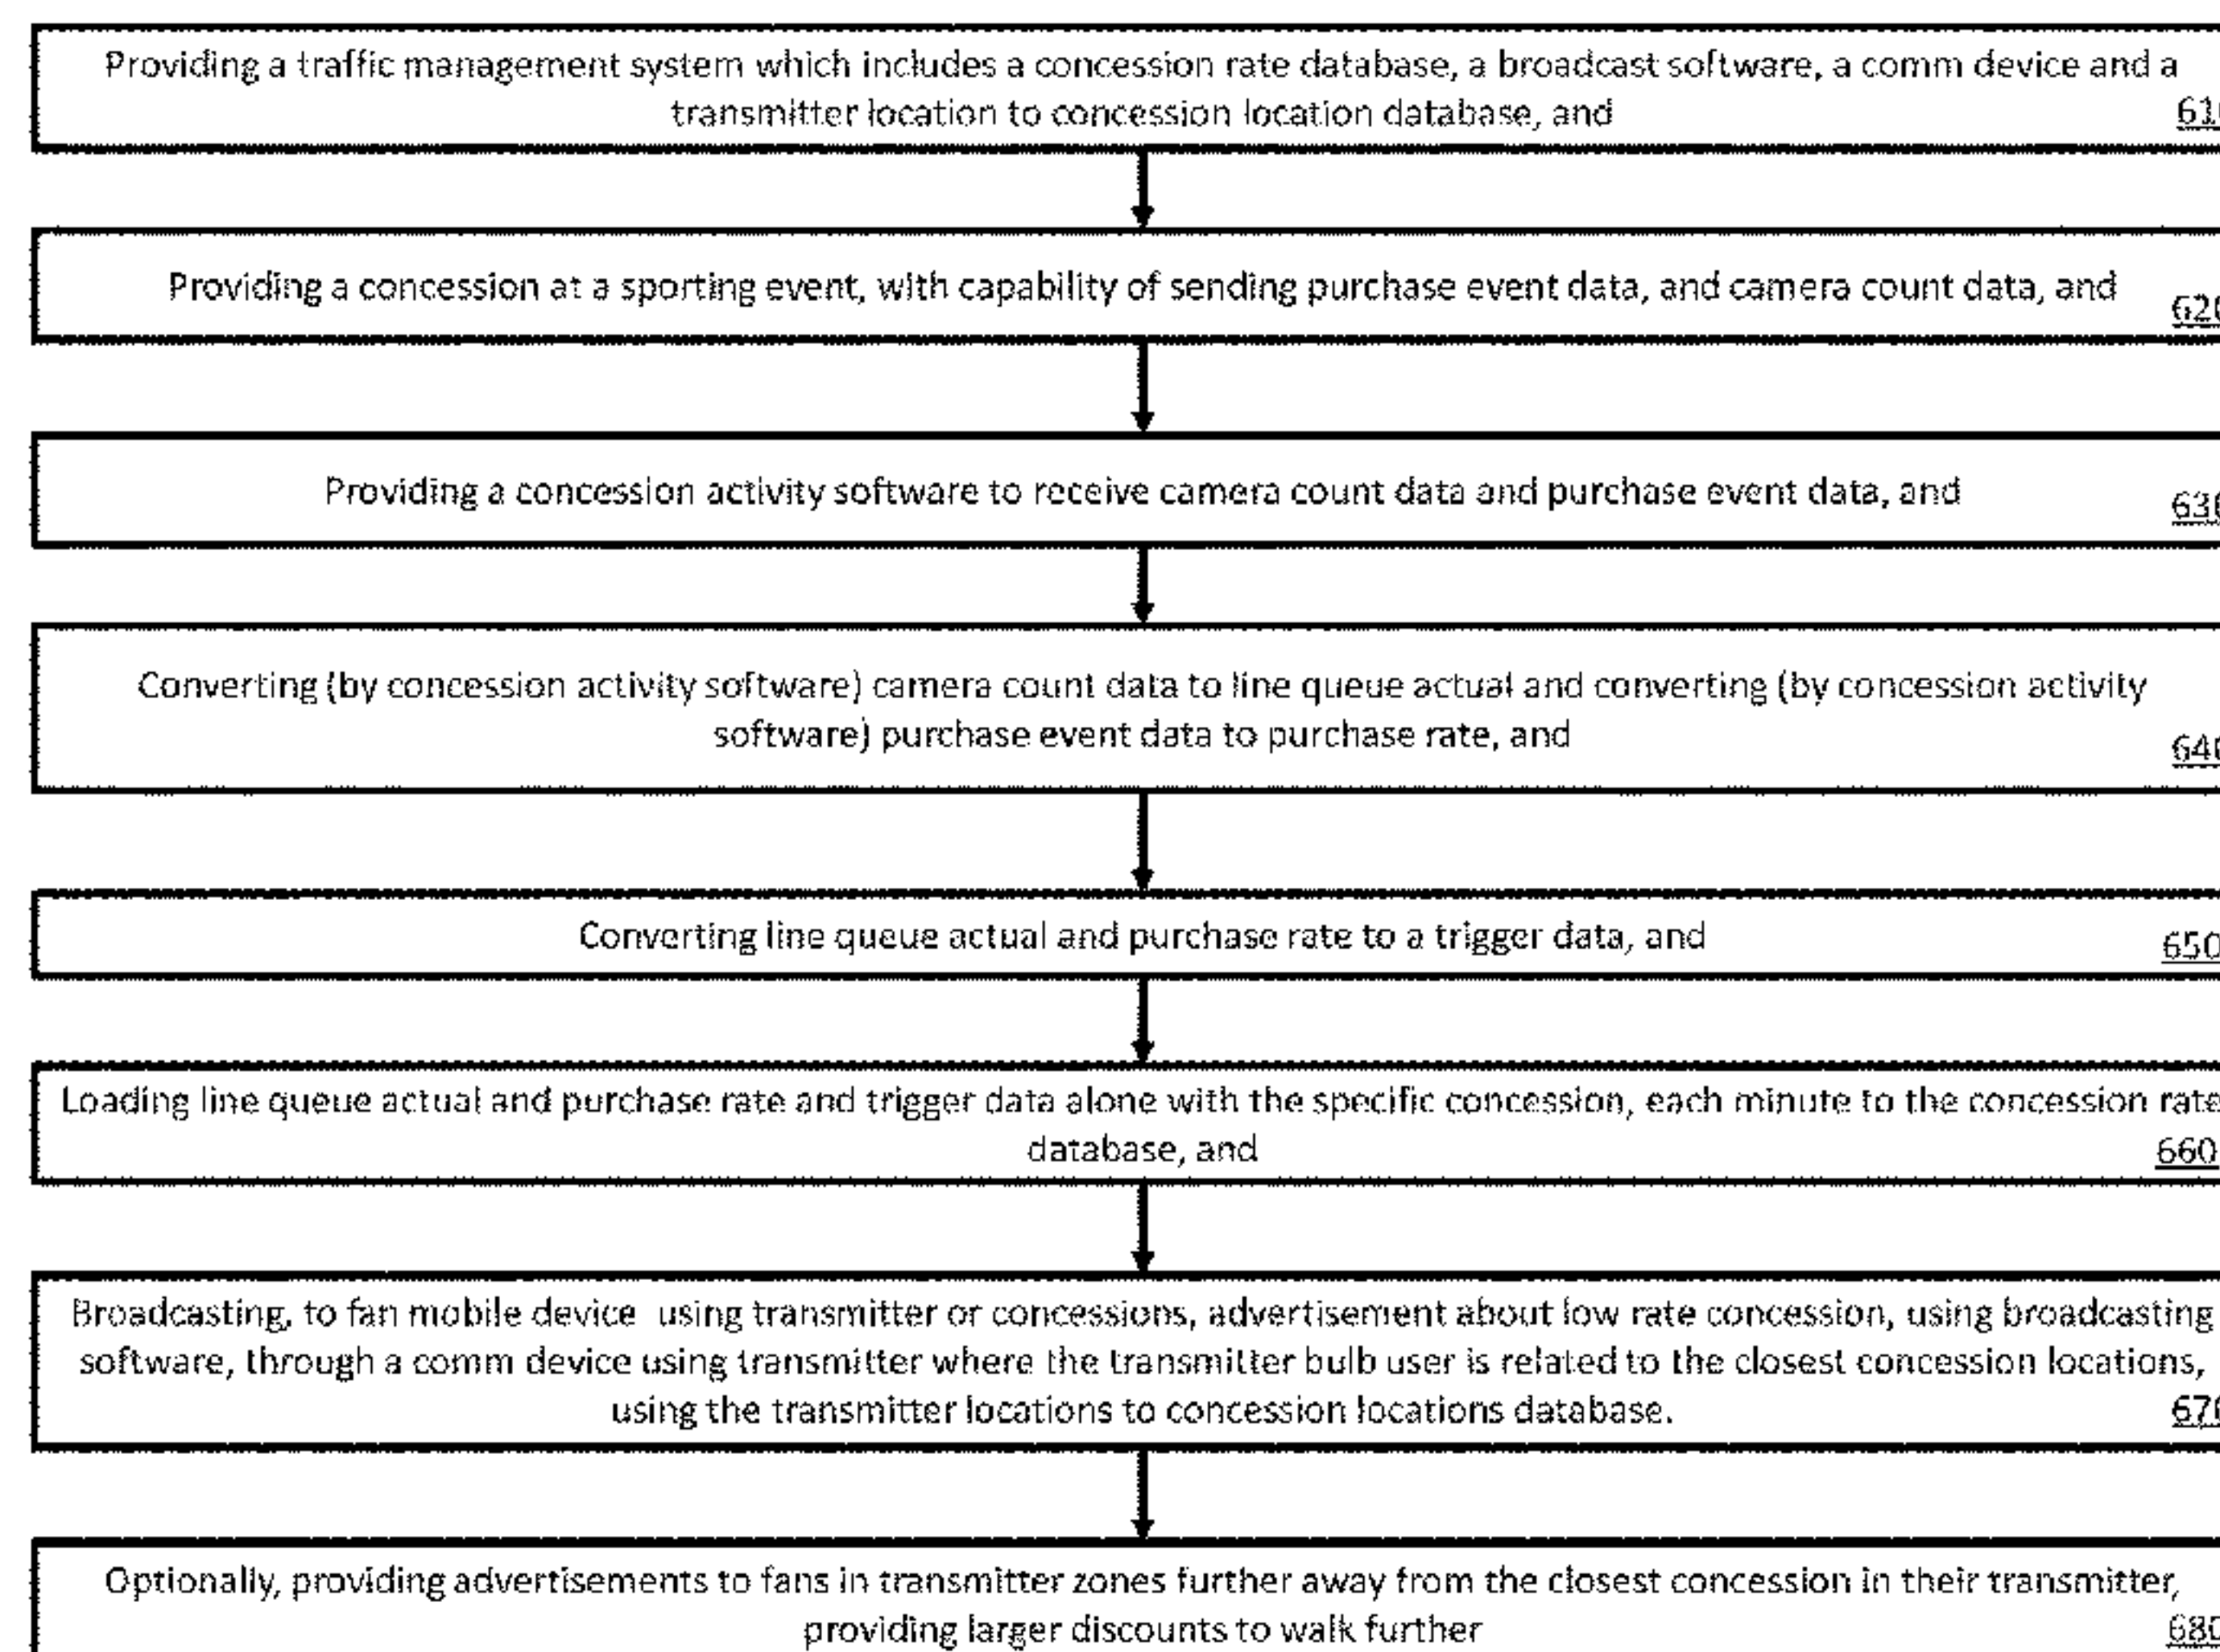 Providing a traffic management system which includes a concession rate database, a broadcast software, a comm device and a
transmitter location to concession location database, and
610
Providing a concession at a sporting event, with capability of sending purchase event data, and camera count data, and
620
Providing a concession activity software to receive camera count data and purchase event data, and
630
Converting (by concession activity software) camera count data to line queue actual and converting (by concession activity
software) purchase event data to purchase rate, and
640
Converting line queue actual and purchase rate to a trigger data, and
650
Loading line queue actual and purchase rate and trigger data alone with the specific concession, each minute to the concession rate
database, and
660
Broadcasting, to fan mobile device using transmitter or concessions, advertisement about low rate concession, using broadcasting
software, through a comm device using transmitter where the transmitter bulb user is related to the closest concession locations,
using the transmitter locations to concession locations database.
670
Optionally, providing advertisements to fans in transmitter zones further away from the closest concession in their transmitter,
providing larger discounts to walk further
680